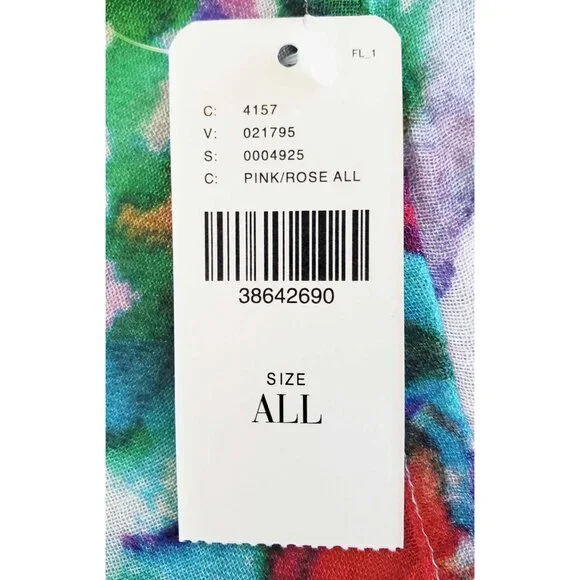 FL_1
C: 4157
V: 021795
S: 0004925
C: PINK/ROSE ALL
38642690
SIZE
ALL